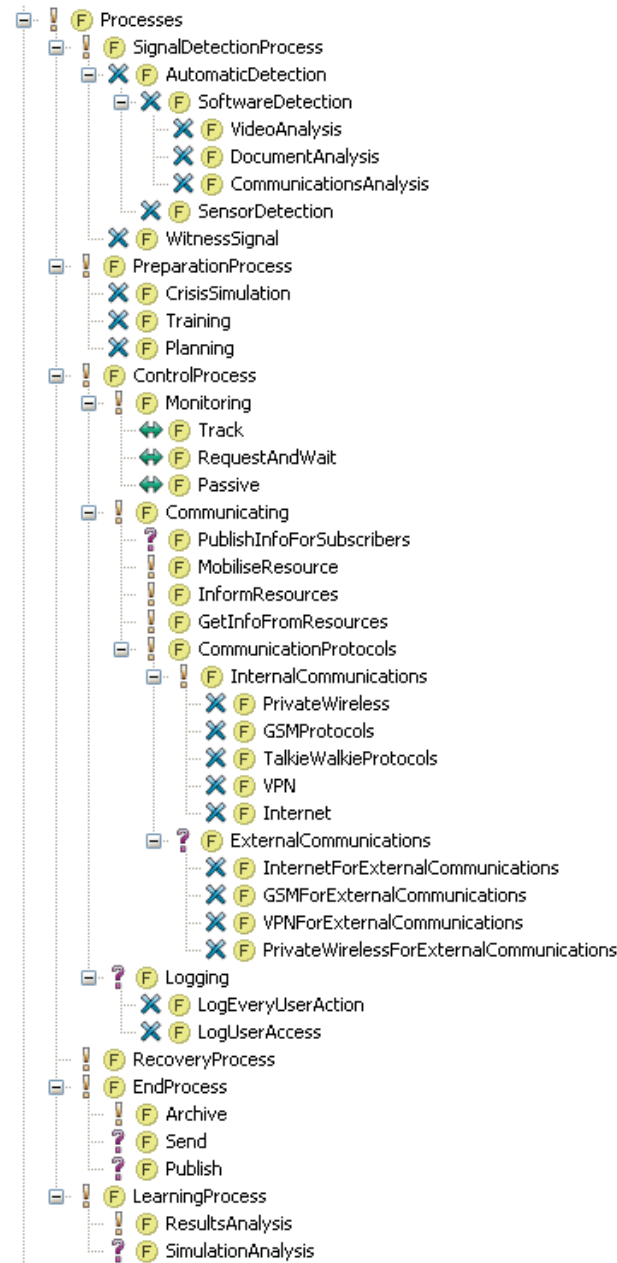 F Processes
F SignalDetectionProcess
F AutomaticDetection
F SoftwareDetection
F VideoAnalysis
F DocumentAnalysis
F CommunicationsAnalysis
F SensorDetection
F WitnessSignal
F PreparationProcess
F CrisisSimulation
F Training
F Planning
F ControlProcess
F Monitoring
F Track
F RequestAndWait
F Passive
F Communicating
? F PublishInfoForSubscribers
! F MobiliseResource
! F InformResources
! F GetInfoFromResources
! F CommunicationProtocols
! F InternalCommunications
F PrivateWireless
F GSMProtocols
F TalkieWalkieProtocols
F VPN
F Internet
? F ExternalCommunications
F InternetForExternalCommunications
F GSMForExternalCommunications
F VPNForExternalCommunications
F PrivateWirelessForExternalCommunications
? F Logging
F LogEveryUserAction
F LogUserAccess
! F RecoveryProcess
! F EndProcess
! F Archive
? F Send
? F Publish
! F LearningProcess
! F ResultsAnalysis
? F SimulationAnalysis